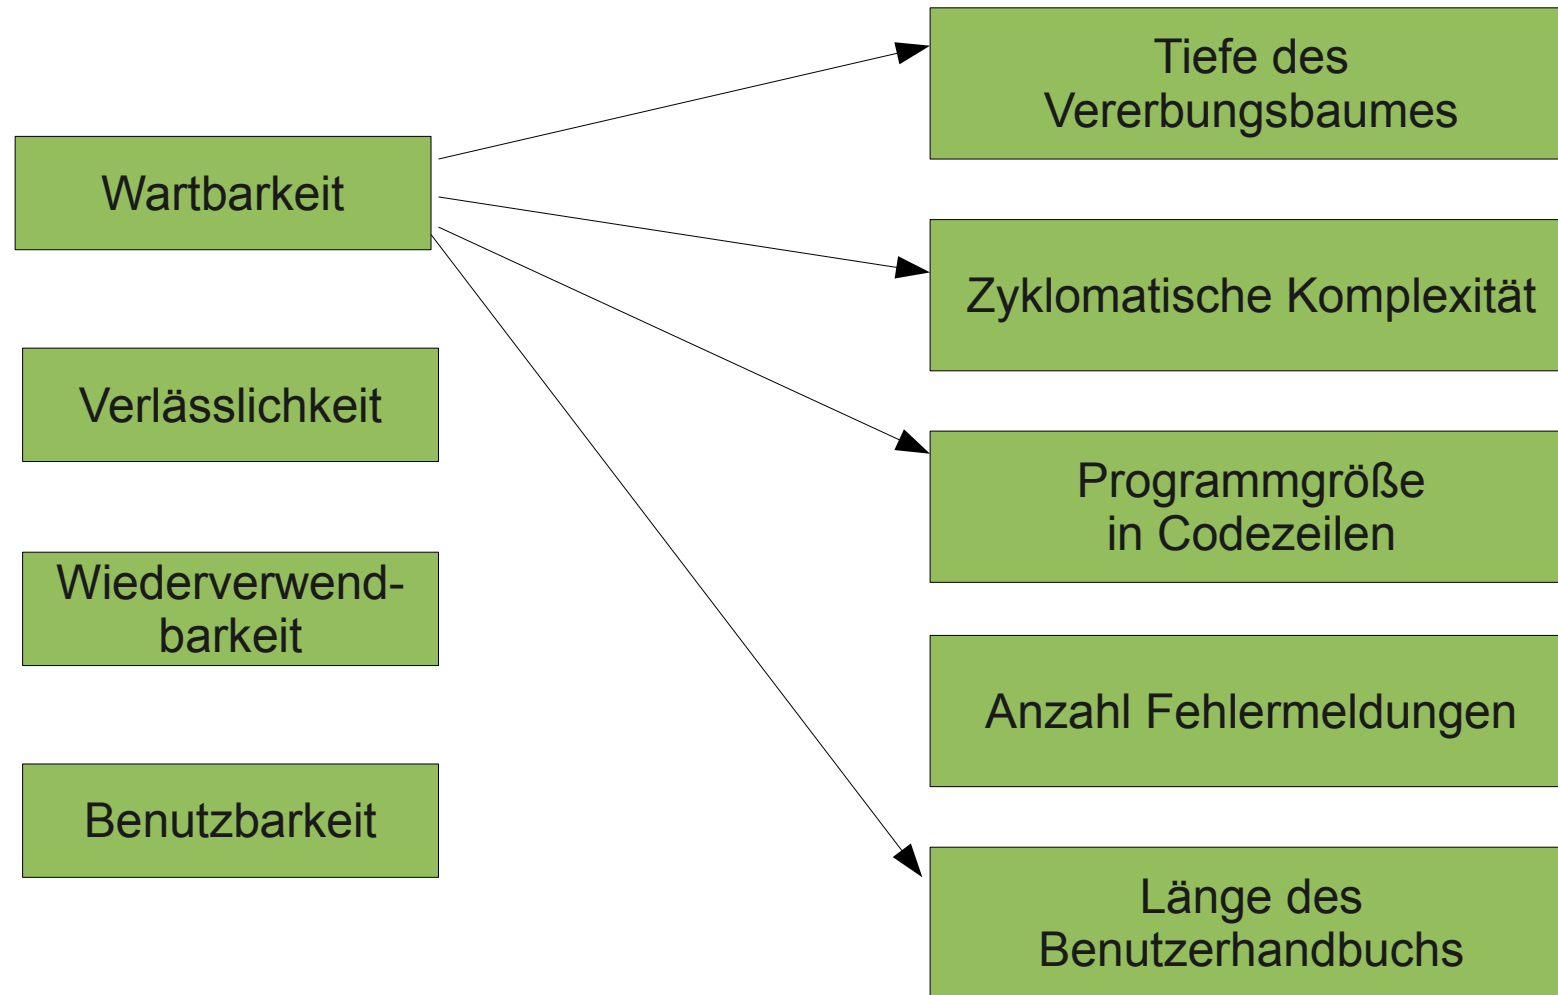 Wartbarkeit
Verlässlichkeit
Wiederverwend-
barkeit
Benutzbarkeit
Tiefe des
Vererbungsbaumes
Zyklomatische Komplexität
Programmgröße
in Codezeilen
Anzahl Fehlermeldungen
Länge des
Benutzerhandbuchs